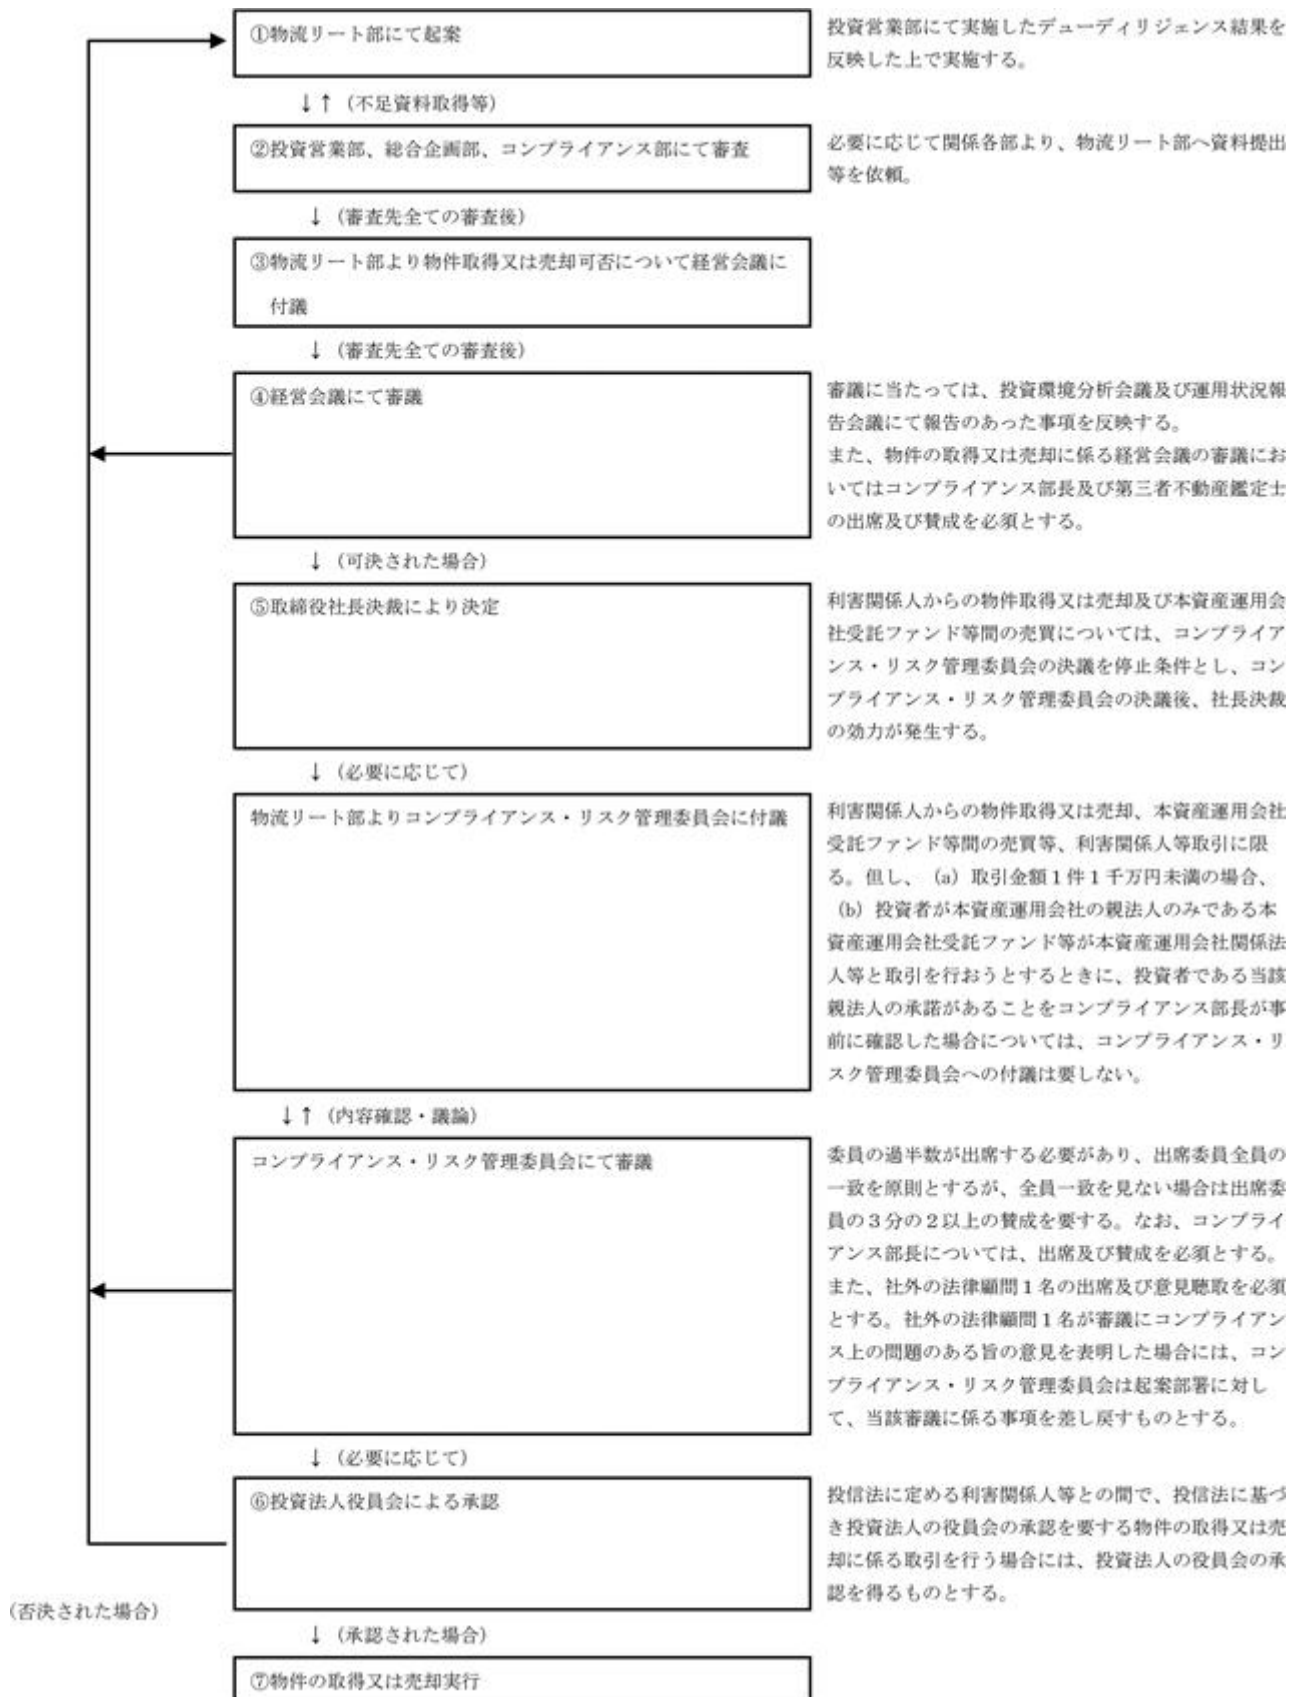 ①物流リート部にて起案
投資営業部にて実施したデューディリジェンス結果を
反映した上で実施する。
↓↑（不足資料取得等）
②投資営業部、総合企画部、コンプライアンス部にて審査
必要に応じて関係各部より、物流リート部へ資料提出
等を依頼。
↓（審査先全ての審査後）
③物流リート部より物件取得又は売却可否について経営会議に
付議
↓（審査先全ての審査後）
④経営会議にて審議
審議に当たっては、投資環境分析会議及び運用状況報
告会議にて報告のあった事項を反映する。
また、物件の取得又は売却に係る経営会議の審議にお
いてはコンプライアンス部長及び第三者不動産鑑定士
の出席及び賛成を必須とする。
↓（可決された場合）
⑤取締役社長決裁により決定
利害関係人からの物件取得又は売却及び本資産運用会
社受託ファンド等間の売買については、コンプライア
ンス・リスク管理委員会の決議を停止条件とし、コン
プライアンス・リスク管理委員会の決議後、社長決裁
の効力が発生する。
↓（必要に応じて）
物流リート部よりコンプライアンス・リスク管理委員会に付議
利害関係人からの物件取得又は売却、本資産運用会社
受託ファンド等間の売買等、利害関係人等取引に限
る。但し、（a）取引金額１件１千万円未満の場合、
（b）投資者が本資産運用会社の親法人のみである本
資産運用会社受託ファンド等が本資産運用会社関係法
人等と取引を行おうとするときに、投資者である当該
親法人の承諾があることをコンプライアンス部長が事
前に確認した場合については、コンプライアンス・リ
スク管理委員会への付議は要しない。
↓↑（内容確認・議論）
コンプライアンス・リスク管理委員会にて審議
委員の過半数が出席する必要があり、出席委員全員の
一致を原則とするが、全員一致を見ない場合は出席委
員の３分の２以上の賛成を要する。なお、コンプライ
アンス部長については、出席及び賛成を必須とする。
また、社外の法律顧問１名の出席及び意見聴取を必須
とする。社外の法律顧問１名が審議にコンプライアン
ス上の問題のある旨の意見を表明した場合には、コン
プライアンス・リスク管理委員会は起案部署に対し
て、当該審議に係る事項を差し戻すものとする。
↓（必要に応じて）
⑥投資法人役員会による承認
投信法に定める利害関係人等との間で、投信法に基づ
き投資法人の役員会の承認を要する物件の取得又は売
却に係る取引を行う場合には、投資法人の役員会の承
認を得るものとする。
（否決された場合）
↓（承認された場合）
⑦物件の取得又は売却実行